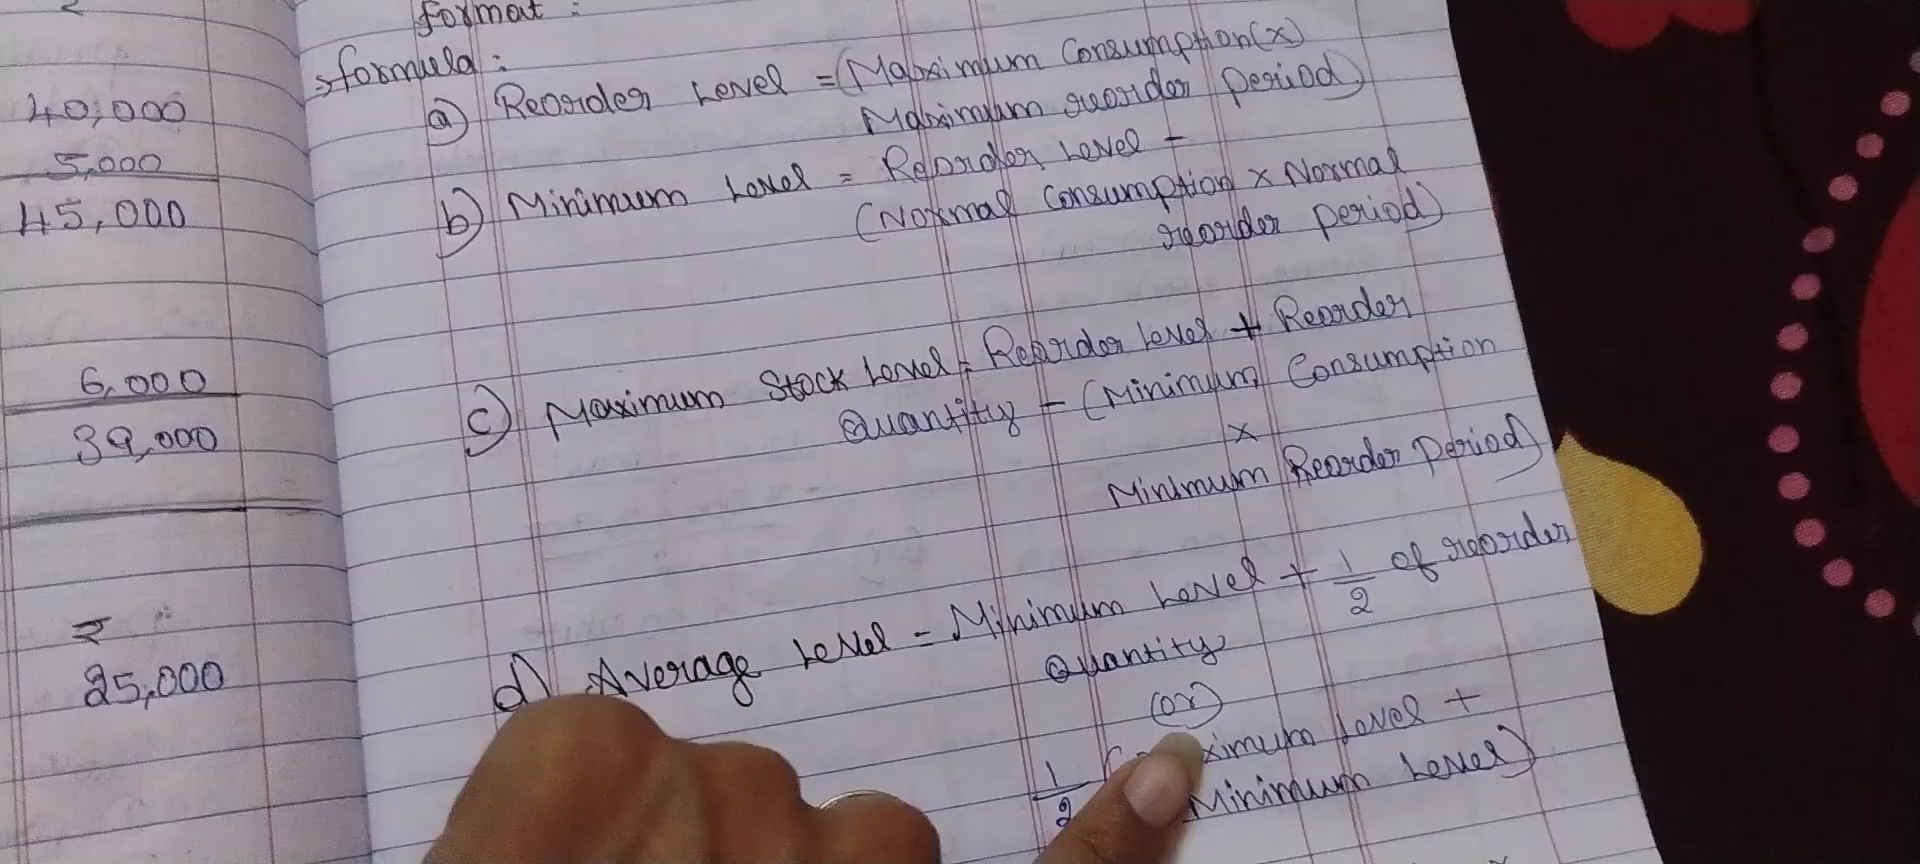 40,000
5,000
45,000
6,000
39,000
₹
25,000
format :
⇒formula :
a) Reorder Level = (Maximum Consumption(x)
Maximum reorder period)
b) Minimum Level = Reorder Level -
(Normal Consumption x Normal
reorder period)
c) Maximum Stock Level = Reorder level + Reorder
Quantity - (Minimum Consumption
x
Minimum Reorder Period)
d) Average Level = Minimum Level + 1/2 of reorder
Quantity
(or)
1/2 ( ximum Level +
Minimum Level)